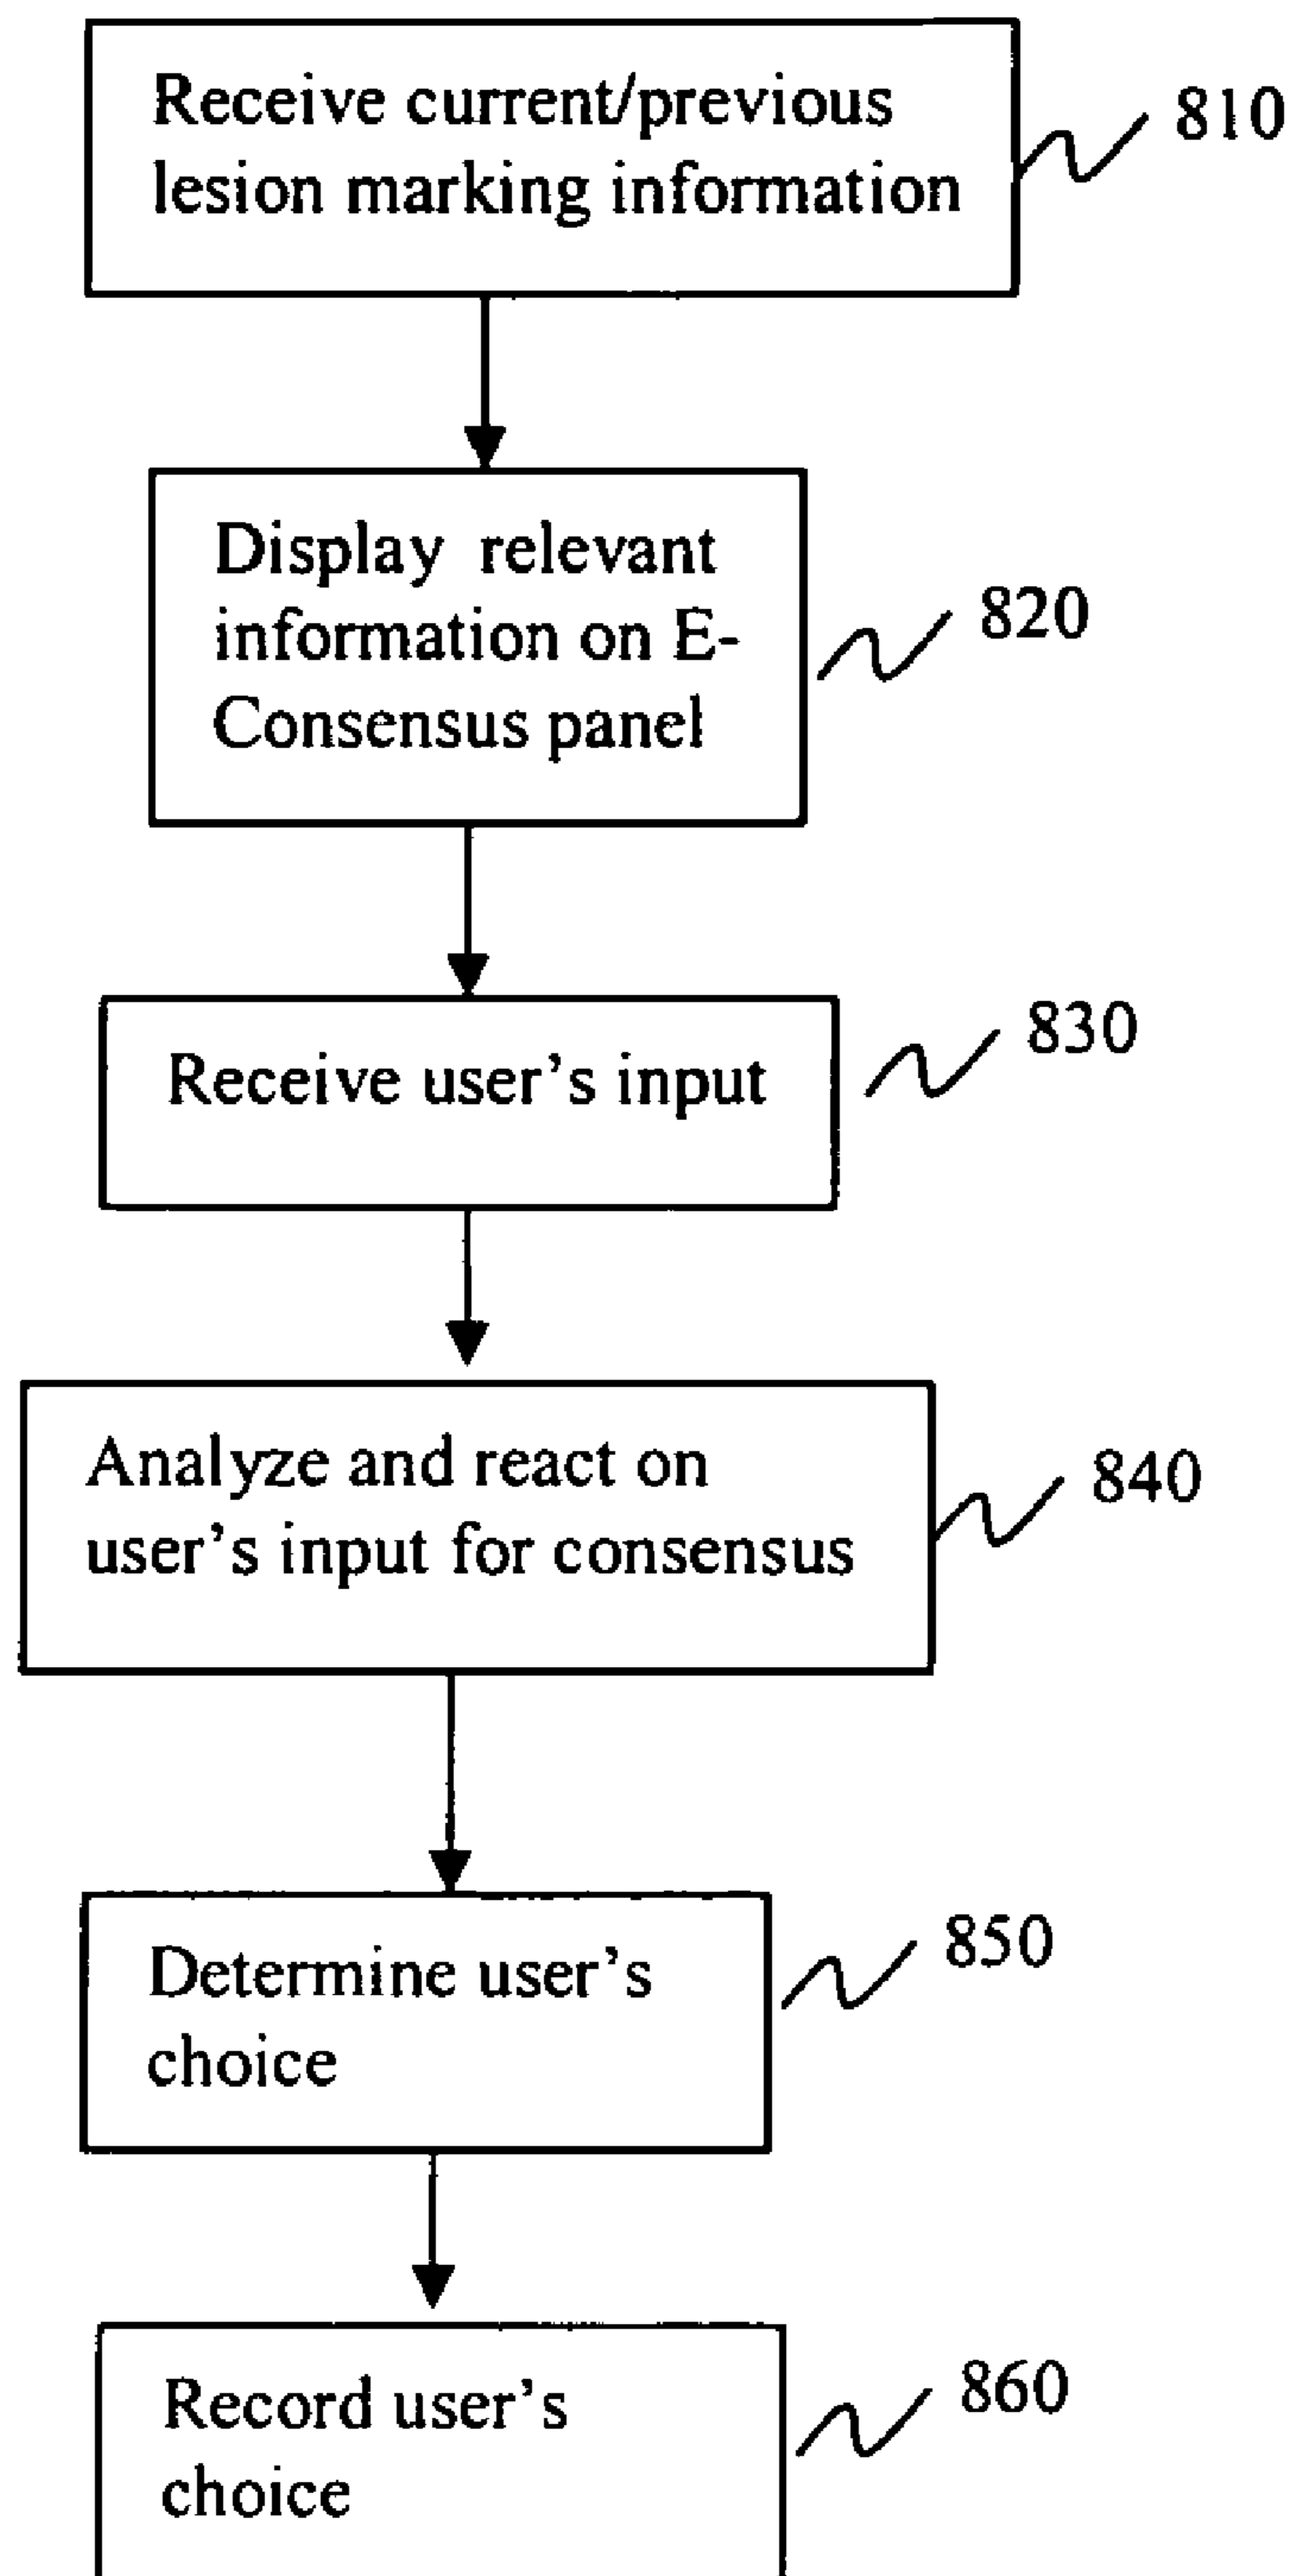 Receive current/previous
lesion marking information
810
Display relevant
information on E-
Consensus panel
820
Receive user's input
830
Analyze and react on
user's input for consensus
840
Determine user's
choice
850
Record user's
choice
860